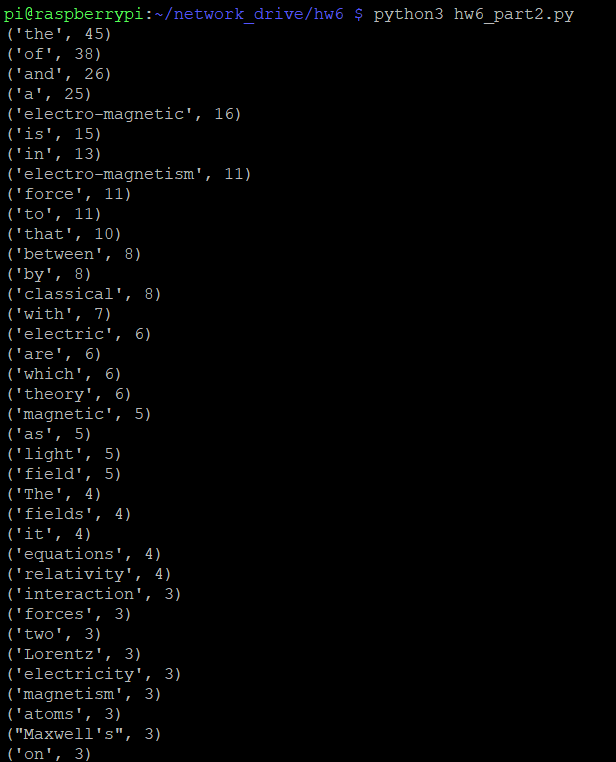 pi@raspberrypi:~/network_drive/hw6 $ python3 hw6_part2.py
('the', 45)
('of', 38)
('and', 26)
('a', 25)
('electro-magnetic', 16)
('is', 15)
('in', 13)
('electro-magnetism', 11)
('force', 11)
('to', 11)
('that', 10)
('between', 8)
('by', 8)
('classical', 8)
('with', 7)
('electric', 6)
('are', 6)
('which', 6)
('theory', 6)
('magnetic', 5)
('as', 5)
('light', 5)
('field', 5)
('The', 4)
('fields', 4)
('it', 4)
('equations', 4)
('relativity', 4)
('interaction', 3)
('forces', 3)
('two', 3)
('Lorentz', 3)
('electricity', 3)
('magnetism', 3)
('atoms', 3)
("Maxwell's", 3)
('on', 3)